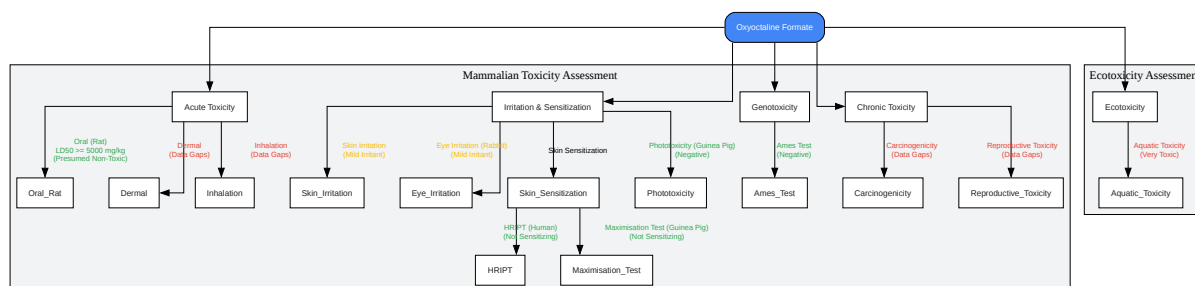 Oxyoctaline Formate
Mammalian Toxicity Assessment
Ecotoxicity Assessment
Acute Toxicity
Irritation & Sensitization
Genotoxicity
Chronic Toxicity
Ecotoxicity
Oral (Rat)
LD50 >= 5000 mg/kg
(Presumed Non-Toxic)
Dermal
(Data Gaps)
Inhalation
(Data Gaps)
Skin Irritation
(Mild Irritant)
Eye Irritation (Rabbit)
(Mild Irritant)
Skin Sensitization
Phototoxicity (Guinea Pig)
(Negative)
Ames Test
(Negative)
Carcinogenicity
(Data Gaps)
Reproductive Toxicity
(Data Gaps)
Aquatic Toxicity
(Very Toxic)
Oral_Rat
Dermal
Inhalation
Skin_Irritation
Eye_Irritation
Skin_Sensitization
Phototoxicity
Ames_Test
Carcinogenicity
Reproductive_Toxicity
Aquatic_Toxicity
HRIPT (Human)
(Not Sensitizing)
Maximisation Test (Guinea Pig)
(Not Sensitizing)
HRIPT
Maximisation_Test